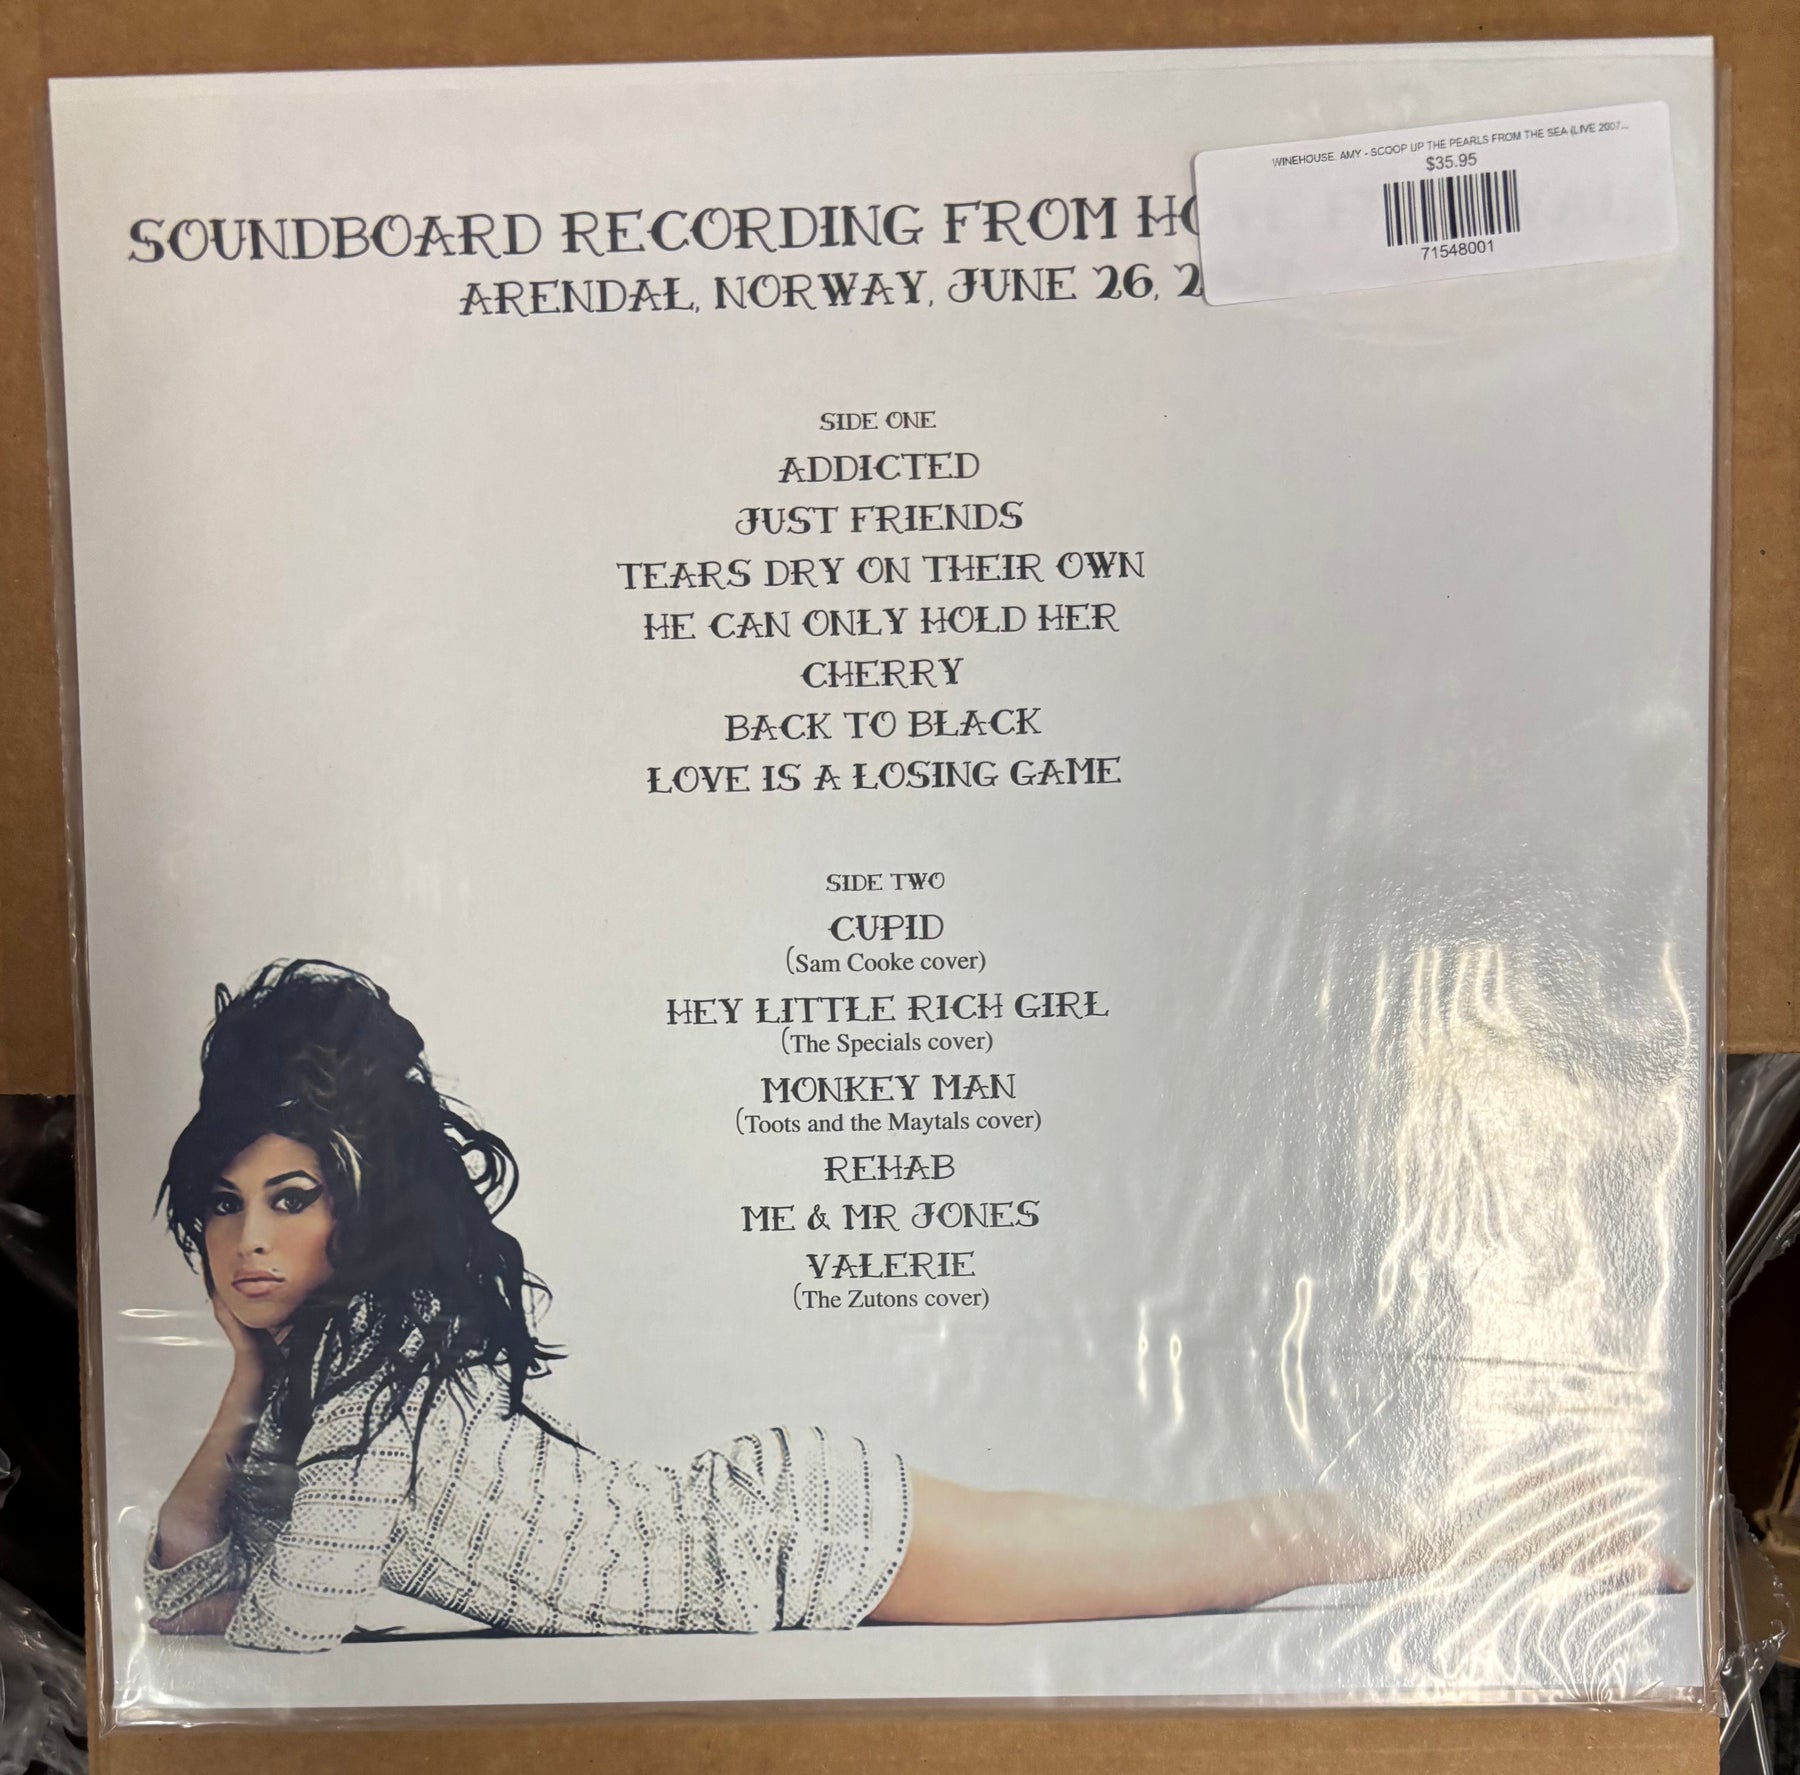 WINEHOUSE, AMY - SCOOP UP THE PEARLS FROM THE SEA (LIVE 2007...
$35.95
71548001
SOUNDBOARD RECORDING FROM
ARENDAL, NORWAY, JUNE 26,
SIDE ONE
ADDICTED
JUST FRIENDS
TEARS DRY ON THEIR OWN
HE CAN ONLY HOLD HER
CHERRY
BACK TO BLACK
LOVE IS A LOSING GAME
SIDE TWO
CUPID
(Sam Cooke cover)
HEY LITTLE RICH GIRL
(The Specials cover)
MONKEY MAN
(Toots and the Maytals cover)
REHAB
ME & MR JONES
VALERIE
(The Zutons cover)